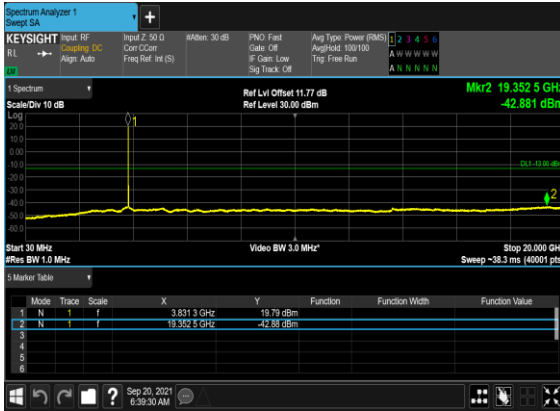 Spectrum Analyzer 1
Swept SA
+
KEYSIGHT
RL
LV
Input: RF
Coupling: DC
Align: Auto
Input Z: 50 Ω
Corr CCorr
Freq Ref: Int (S)
#Atten: 30 dB
PNO: Fast
Gate: Off
IF Gain: Low
Sig Track: Off
Avg Type: Power (RMS)
Avg|Hold: 100/100
Trig: Free Run
1 2 3 4 5 6
A W W W W W
A N N N N N
1 Spectrum
Scale/Div 10 dB
Ref Lvl Offset 11.77 dB
Ref Level 30.00 dBm
Mkr2 19.352 5 GHz
-42.881 dBm
Log
20.0
10.0
0.00
-10.0
-20.0
-30.0
-40.0
-50.0
-60.0
1
DL1 -13.00 dBm
2
Start 30 MHz
#Res BW 1.0 MHz
Video BW 3.0 MHz*
Stop 20.000 GHz
Sweep ~38.3 ms (40001 pts)
5 Marker Table
Mode Trace Scale X Y Function Function Width Function Value
1 N 1 f 3.831 3 GHz 19.79 dBm
2 N 1 f 19.352 5 GHz -42.88 dBm
3
4
5
6
?
Sep 20, 2021
6:39:30 AM